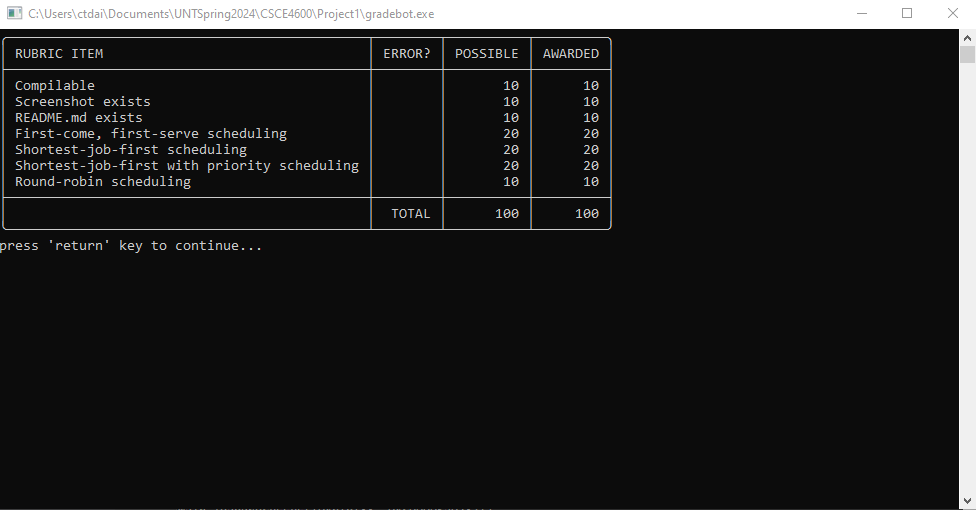 C:\Users\ctdai\Documents\UNTSpring2024\CSCE4600\Project1\gradebot.exe
RUBRIC ITEM ERROR? POSSIBLE AWARDED
Compilable 10 10
Screenshot exists 10 10
README.md exists 10 10
First-come, first-serve scheduling 20 20
Shortest-job-first scheduling 20 20
Shortest-job-first with priority scheduling 20 20
Round-robin scheduling 10 10
TOTAL 100 100
press 'return' key to continue...